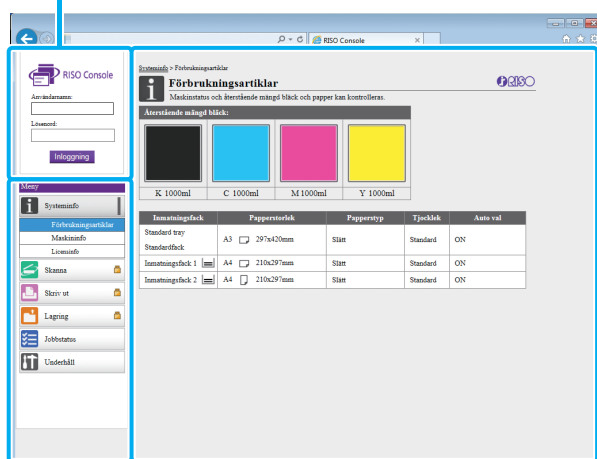 RISO Console
RISO Console
Användarnamn:
Lösenord:
Inloggning
Meny
Systeminfo
Förbrukningsartiklar
Maskininfo
Licensinfo
Skanna
Skriv ut
Lagring
Jobbstatus
Underhåll
Systeminfo > Förbrukningsartiklar
Förbrukningsartiklar
RISO
Maskinstatus och återstående mängd bläck och papper kan kontrolleras.
Återstående mängd bläck:
K 1000ml C 1000ml M 1000ml Y 1000ml
Inmatningsfack Papperstorlek Papperstyp Tjocklek Auto val
Standard tray
Standardfack A3 297x420mm Slätt Standard ON
Inmatningsfack 1 A4 210x297mm Slätt Standard ON
Inmatningsfack 2 A4 210x297mm Slätt Standard ON